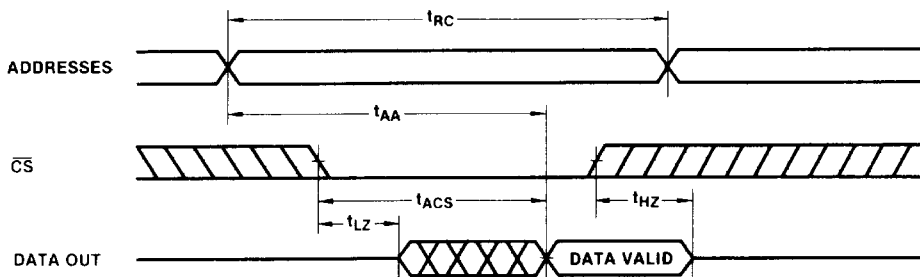 tRC
ADDRESSES
tAA
CS
tACS
tHZ
tLZ
DATA OUT
DATA VALID